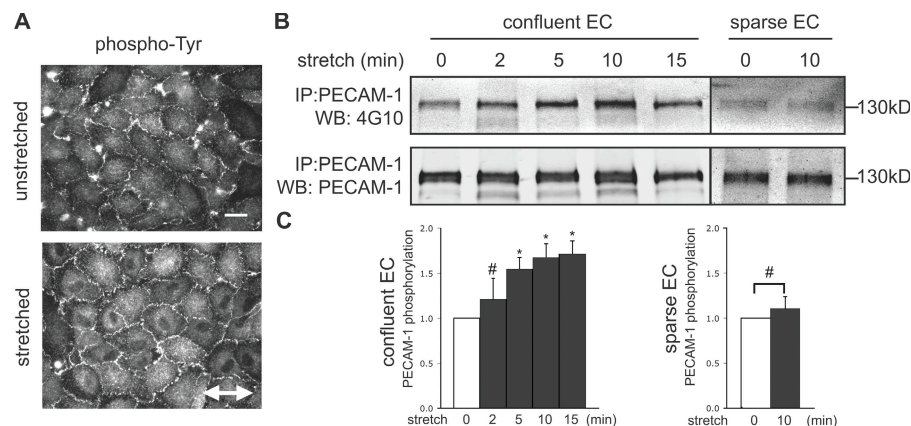 A
phospho-Tyr
unstretched
stretched
B
confluent EC
sparse EC
stretch (min)
0 2 5 10 15 0 10
IP:PECAM-1
WB: 4G10
130kD
IP:PECAM-1
WB: PECAM-1
130kD
C
confluent EC
PECAM-1 phosphorylation
2.0
1.5
1.0
0.5
0.0
# * * *
stretch 0 2 5 10 15 (min)
sparse EC
PECAM-1 phosphorylation
2.0
1.5
1.0
0.5
0.0
#
stretch 0 10 (min)